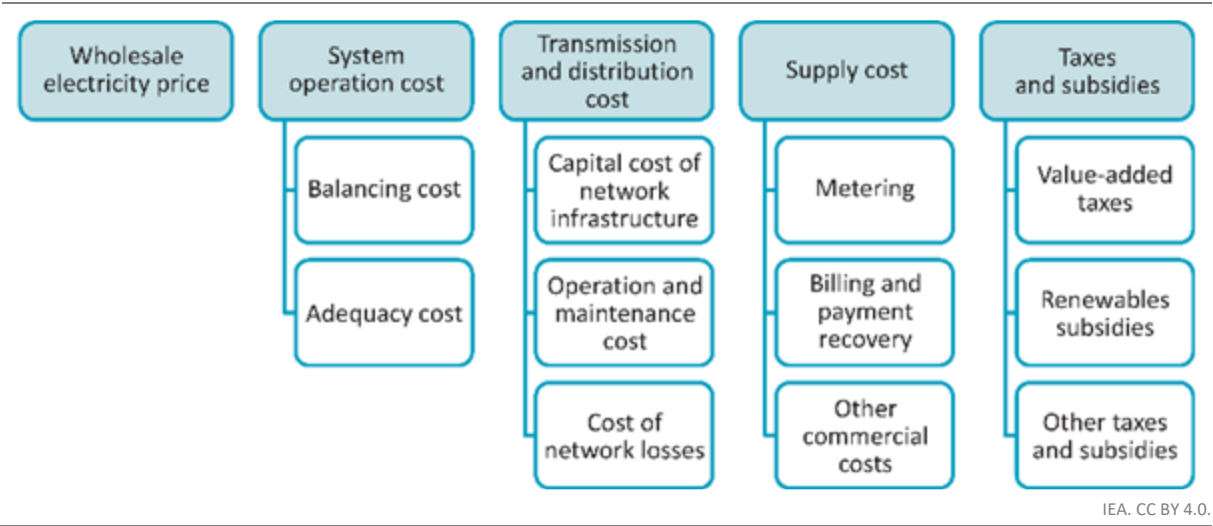 Wholesale
electricity price
System
operation cost
Balancing cost
Adequacy cost
Transmission
and distribution
cost
Capital cost of
network
infrastructure
Operation and
maintenance
cost
Cost of
network losses
Supply cost
Metering
Billing and
payment
recovery
Other
commercial
costs
Taxes
and subsidies
Value-added
taxes
Renewables
subsidies
Other taxes
and subsidies
IEA. CC BY 4.0.